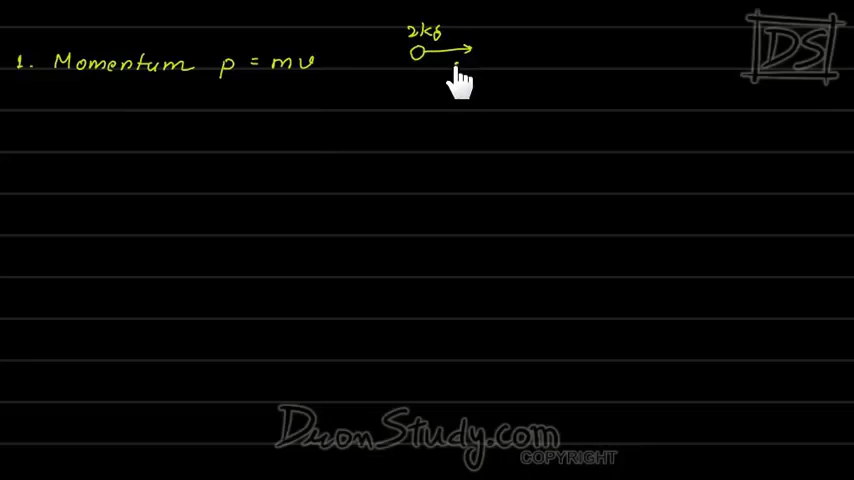 2kg
1. Momentum p = mv
DS
DronStudy.com
COPYRIGHT